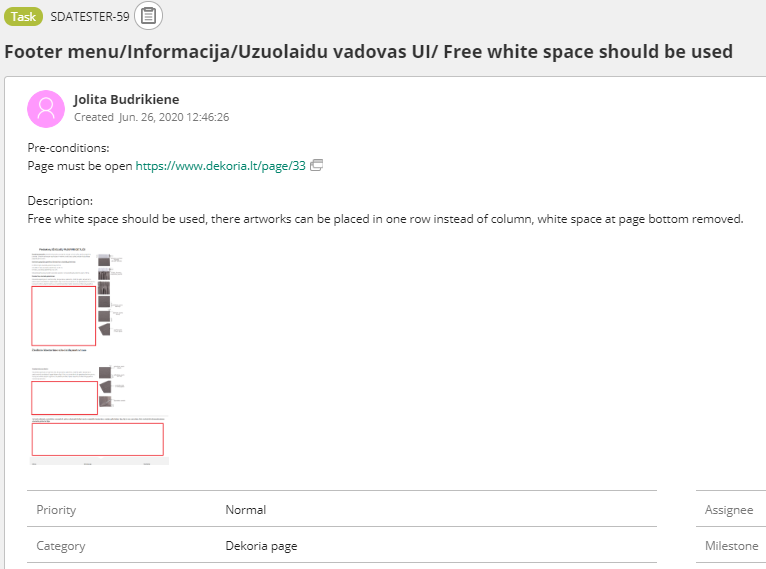 Task SDATESTER-59
Footer menu/Informacija/Uzuolaidu vadovas UI/ Free white space should be used
Jolita Budrikiene
Created Jun. 26, 2020 12:46:26
Pre-conditions:
Page must be open https://www.dekoria.lt/page/33
Description:
Free white space should be used, there artworks can be placed in one row instead of column, white space at page bottom removed.
Priority Normal Assignee
Category Dekoria page Milestone